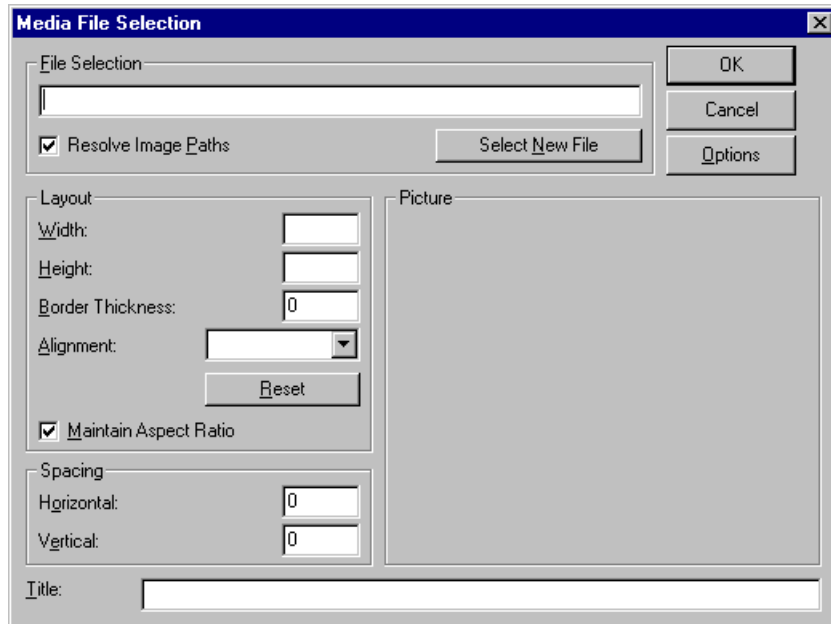 Media File Selection
File Selection
OK
Cancel
Resolve Image Paths
Select New File
Options
Layout
Picture
Width:
Height:
Border Thickness: 0
Alignment:
Reset
Maintain Aspect Ratio
Spacing
Horizontal: 0
Vertical: 0
Title: